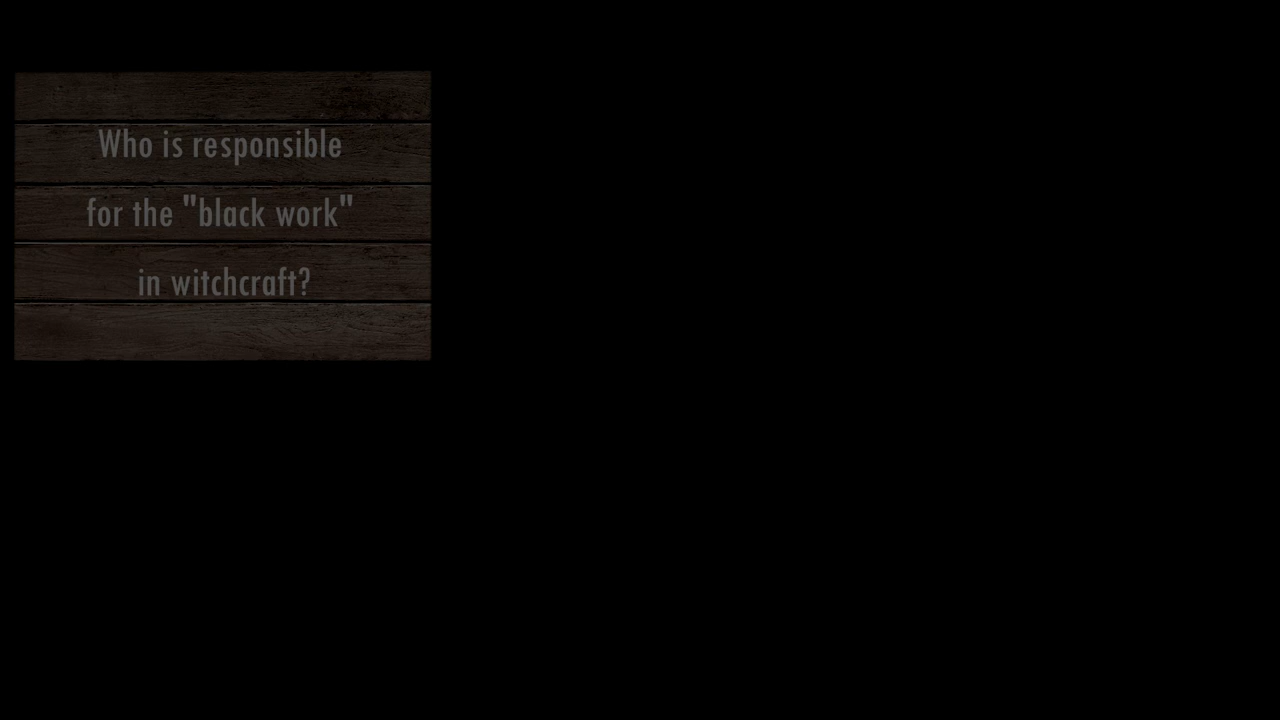 Who is responsible
for the "black work"
in witchcraft?